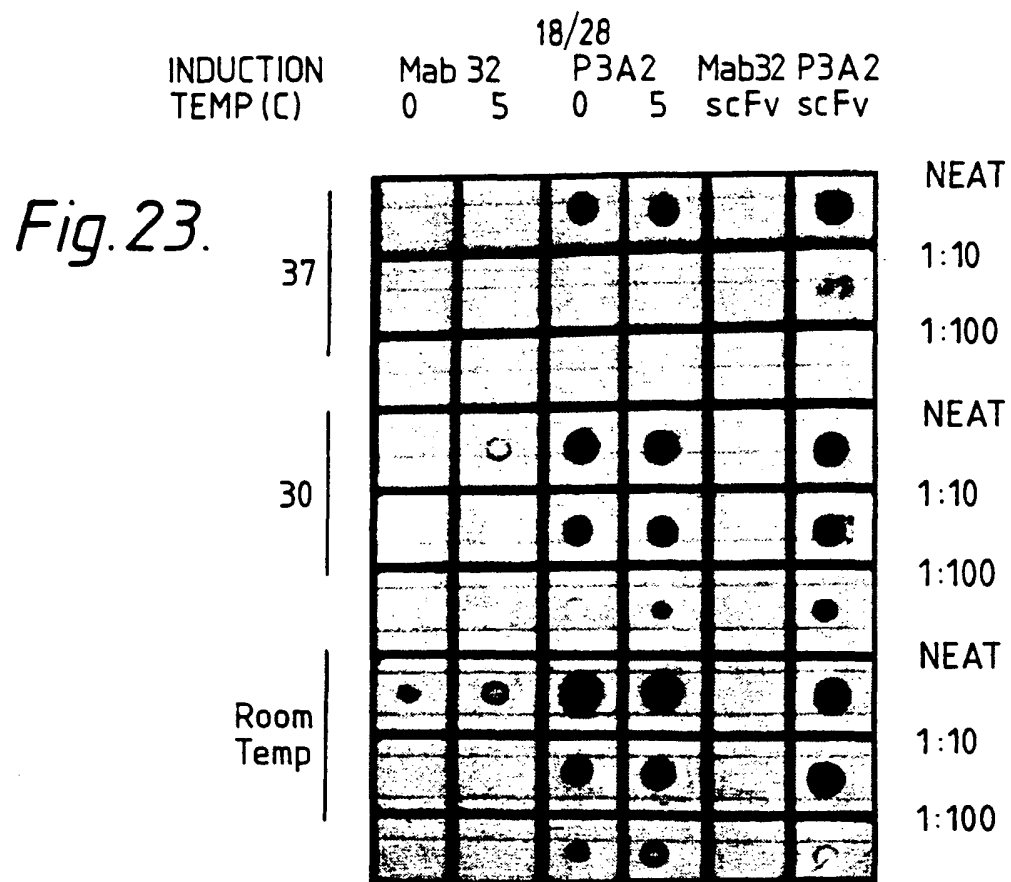 18/28
INDUCTION Mab 32 P3A2 Mab32 P3A2
TEMP (C) 0 5 0 5 scFv scFv
Fig. 23.
NEAT
37
1:10
1:100
NEAT
30
1:10
1:100
NEAT
Room
Temp
1:10
1:100